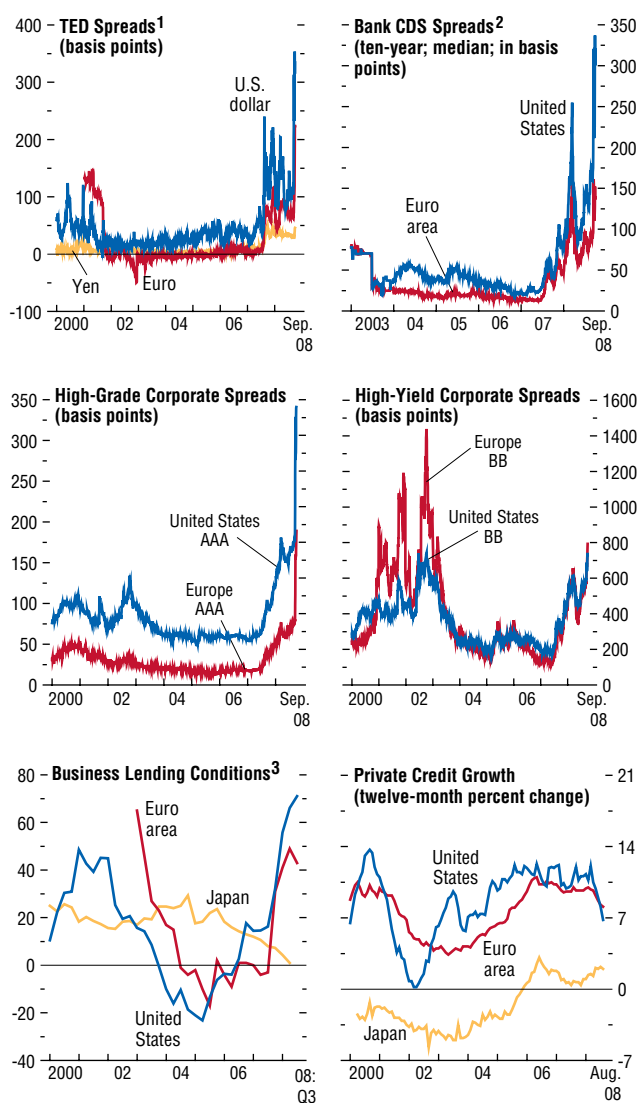 TED Spreads1
(basis points)
400
300
200
100
0
-100
U.S.
dollar
Yen
Euro
2000 02 04 06 Sep.
08
Bank CDS Spreads2
(ten-year; median; in basis
points)
350
300
250
200
150
100
50
0
United
States
Euro
area
2003 04 05 06 07 Sep.
08
High-Grade Corporate Spreads
(basis points)
350
300
250
200
150
100
50
0
United States
AAA
Europe
AAA
2000 02 04 06 Sep.
08
High-Yield Corporate Spreads
(basis points)
1600
1400
1200
1000
800
600
400
200
0
Europe
BB
United States
BB
2000 02 04 06 Sep.
08
Business Lending Conditions3
80
60
40
20
0
-20
-40
Euro
area
Japan
United
States
2000 02 04 06 08:
Q3
Private Credit Growth
(twelve-month percent change)
21
14
7
0
-7
United
States
Euro
area
Japan
2000 02 04 06 Aug.
08